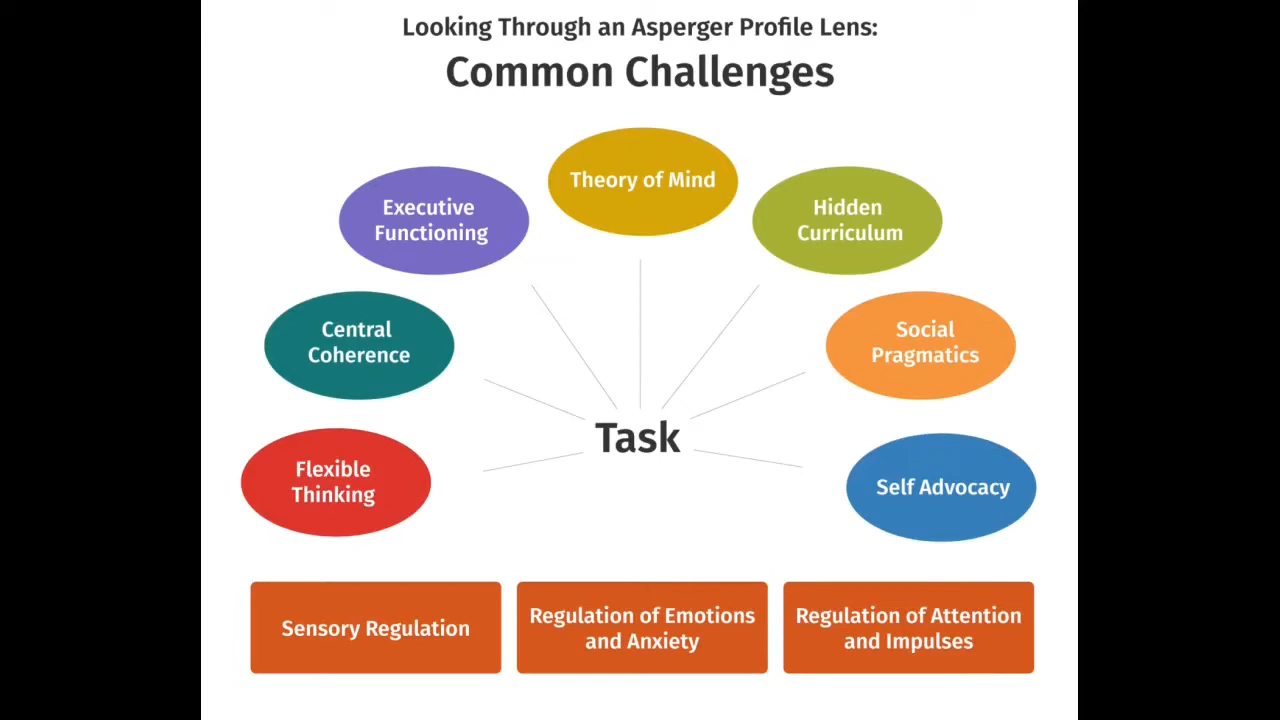 Looking Through an Asperger Profile Lens:
Common Challenges
Theory of Mind
Executive
Functioning
Hidden
Curriculum
Central
Coherence
Social
Pragmatics
Task
Flexible
Thinking
Self Advocacy
Sensory Regulation
Regulation of Emotions
and Anxiety
Regulation of Attention
and Impulses